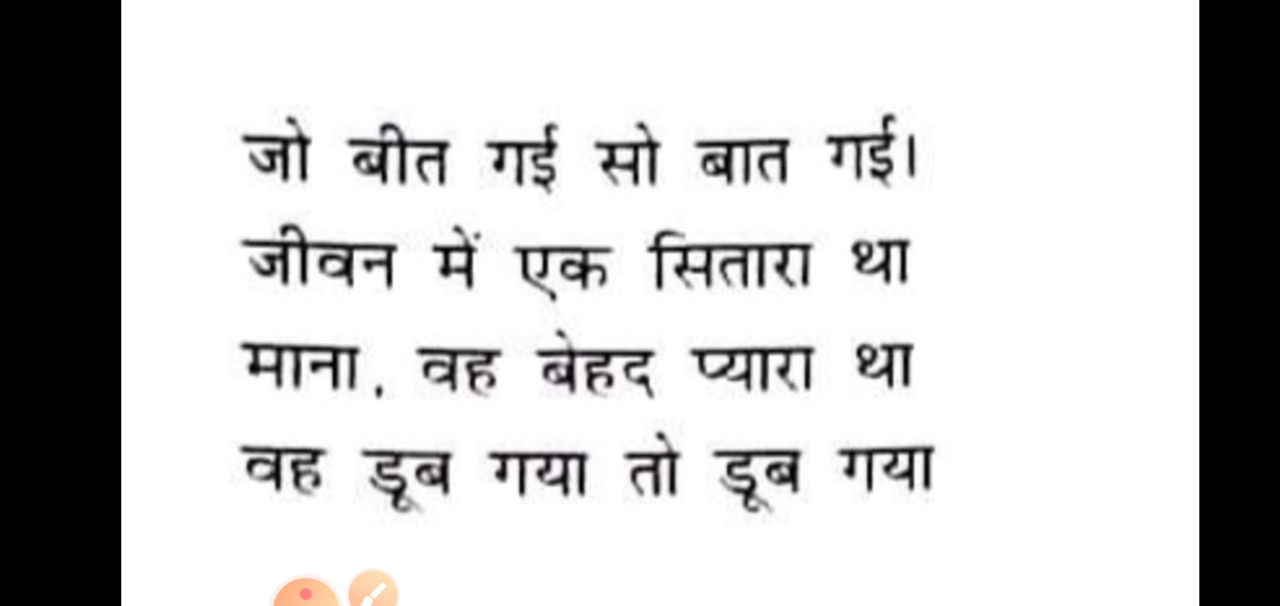 जो बीत गई सो बात गई।
जीवन में एक सितारा था
माना, वह बेहद प्यारा था
वह डूब गया तो डूब गया